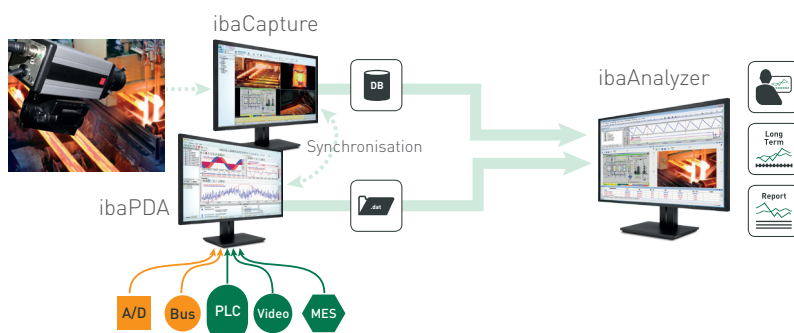 ibaCapture
DB
ibaAnalyzer
Synchronisation
Long
Term
ibaPDA
.dat
Report
A/D
Bus
PLC
Video
MES